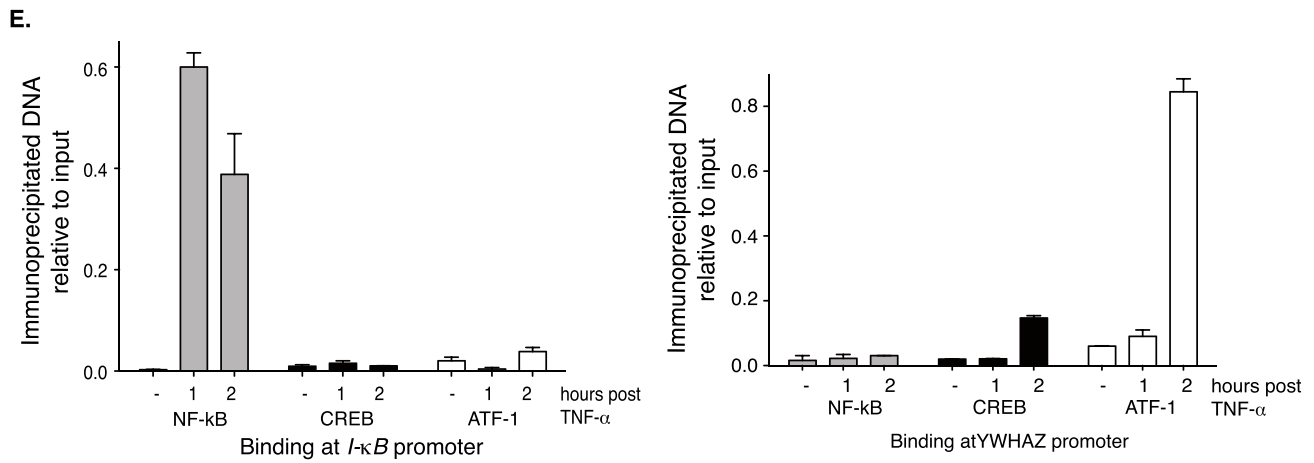 E.
Immunoprecipitated DNA
relative to input
0.6
0.4
0.2
0.0
- 1 2 - 1 2 - 1 2 hours post
NF-kB CREB ATF-1 TNF-α
Binding at I-κB promoter
Immunoprecipitated DNA
relative to input
0.8
0.6
0.4
0.2
0.0
- 1 2 - 1 2 - 1 2 hours post
NF-kB CREB ATF-1 TNF-α
Binding atYWHAZ promoter